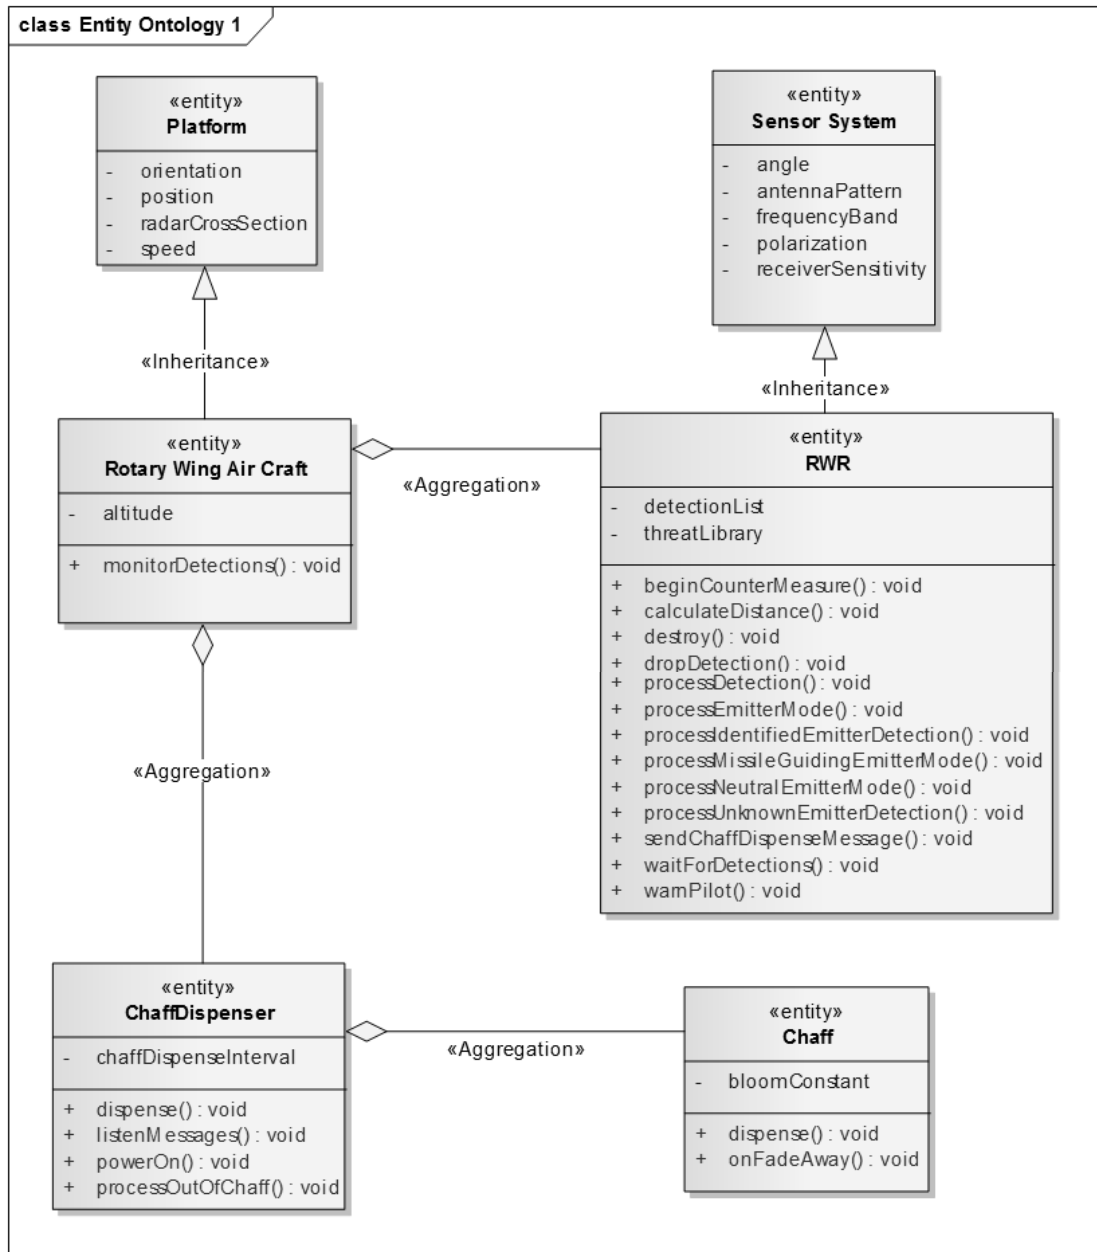 class Entity Ontology 1
«entity»
Platform
- orientation
- position
- radarCrossSection
- speed
«entity»
Sensor System
- angle
- antennaPattern
- frequencyBand
- polarization
- receiverSensitivity
«Inheritance»
«Inheritance»
«entity»
Rotary Wing Air Craft
- altitude
+ monitorDetections() : void
«Aggregation»
«entity»
RWR
- detectionList
- threatLibrary
+ beginCounterMeasure() : void
+ calculateDistance() : void
+ destroy() : void
+ dropDetection() : void
+ processDetection() : void
+ processEmitterMode() : void
+ processIdentifiedEmitterDetection() : void
+ processMissileGuidingEmitterMode() : void
+ processNeutralEmitterMode() : void
+ processUnknownEmitterDetection() : void
+ sendChaffDispenseMessage() : void
+ waitForDetections() : void
+ warnPilot() : void
«Aggregation»
«entity»
ChaffDispenser
- chaffDispenseInterval
+ dispense() : void
+ listenMessages() : void
+ powerOn() : void
+ processOutOfChaff() : void
«Aggregation»
«entity»
Chaff
- bloomConstant
+ dispense() : void
+ onFadeAway() : void